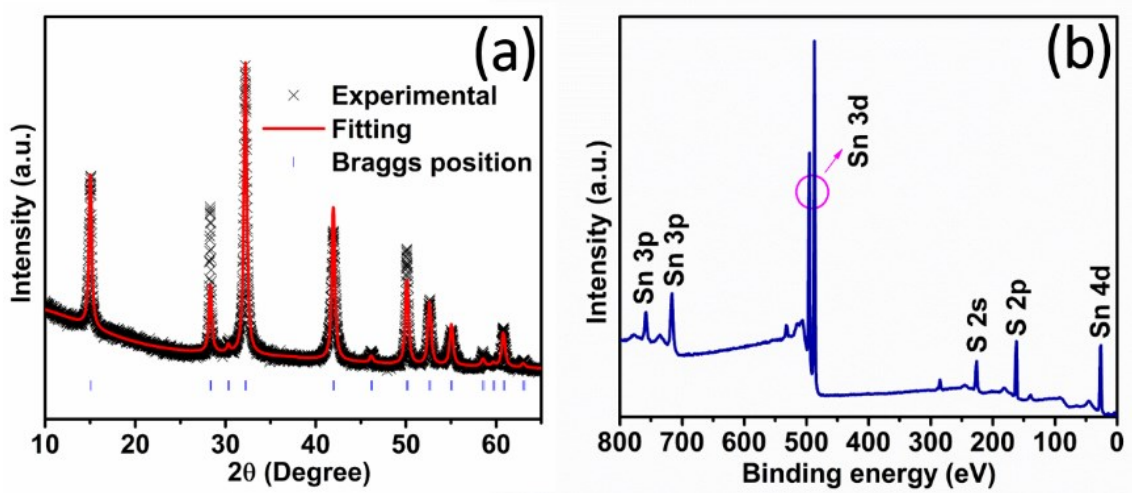 (a)
Experimental
Fitting
Braggs position
Intensity (a.u.)
10 20 30 40 50 60
2θ (Degree)
(b)
Sn 3p
Sn 3p
Sn 3d
S 2s
S 2p
Sn 4d
Intensity (a.u.)
800 700 600 500 400 300 200 100 0
Binding energy (eV)